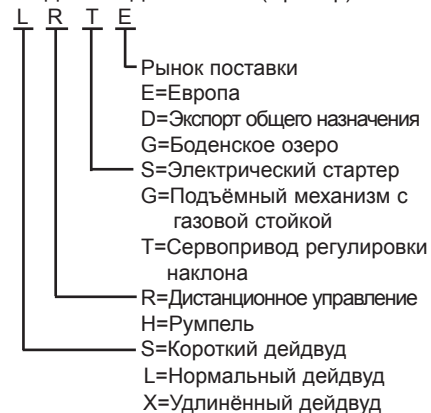 L R T E
Рынок поставки
E=Европа
D=Экспорт общего назначения
G=Боденское озеро
S=Электрический стартер
G=Подъёмный механизм с
газовой стойкой
T=Сервопривод регулировки
наклона
R=Дистанционное управление
H=Румпель
S=Короткий дейдвуд
L=Нормальный дейдвуд
X=Удлинённый дейдвуд